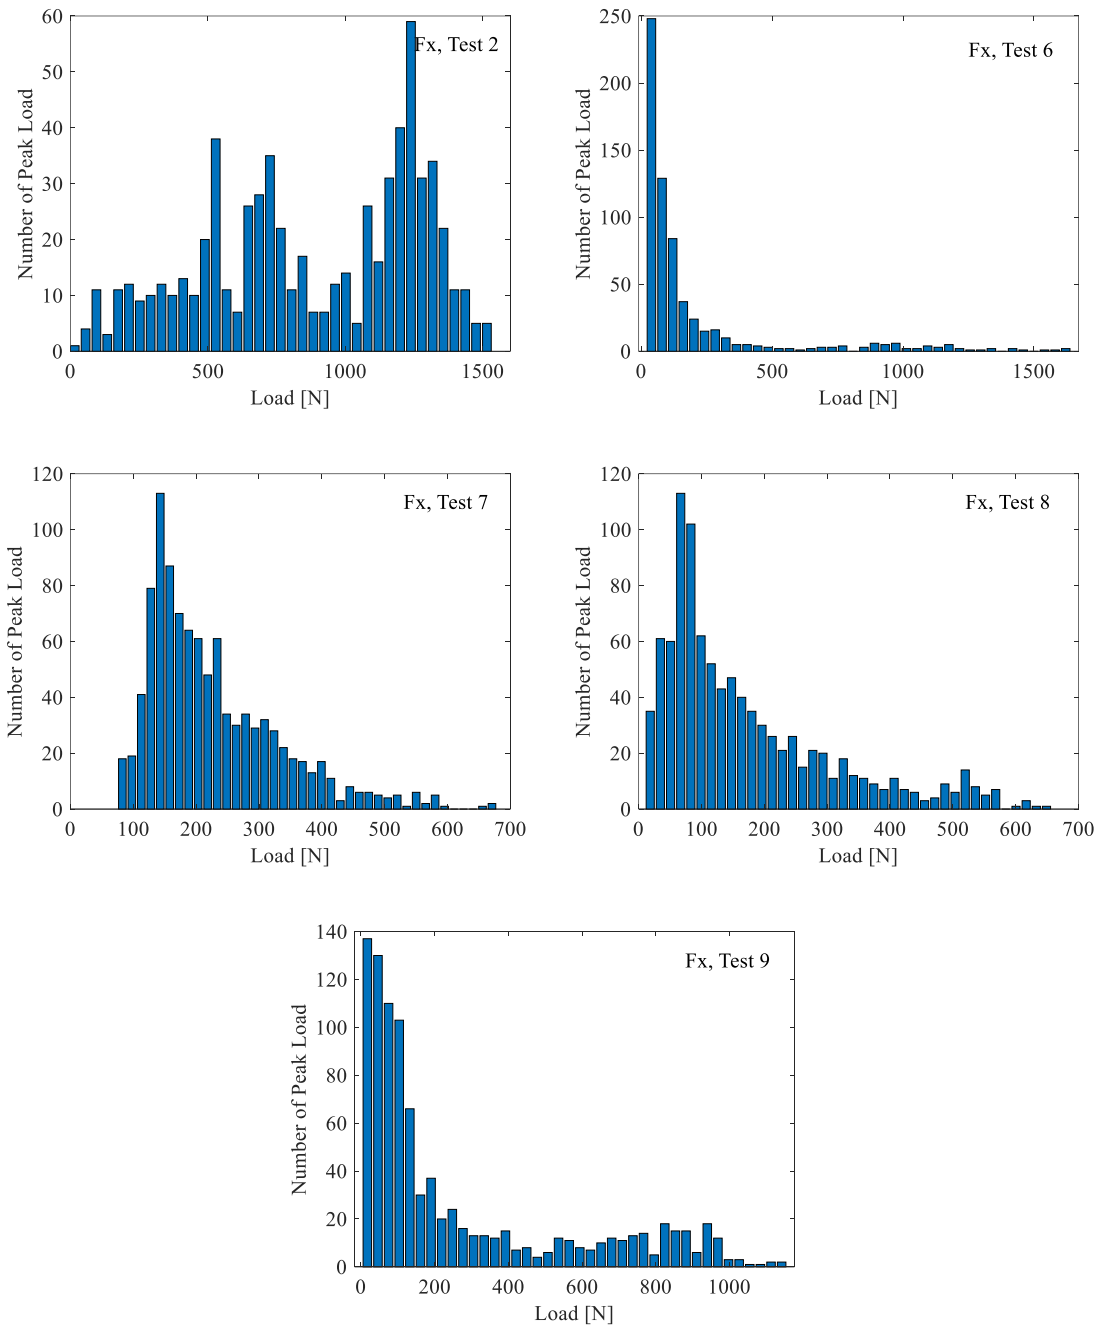 60
50
40
30
20
10
0
Number of Peak Load
Fx, Test 2
0 500 1000 1500
Load [N]
250
200
150
100
50
0
Number of Peak Load
Fx, Test 6
0 500 1000 1500
Load [N]
120
100
80
60
40
20
0
Number of Peak Load
Fx, Test 7
0 100 200 300 400 500 600 700
Load [N]
120
100
80
60
40
20
0
Number of Peak Load
Fx, Test 8
0 100 200 300 400 500 600 700
Load [N]
140
120
100
80
60
40
20
0
Number of Peak Load
Fx, Test 9
0 200 400 600 800 1000
Load [N]